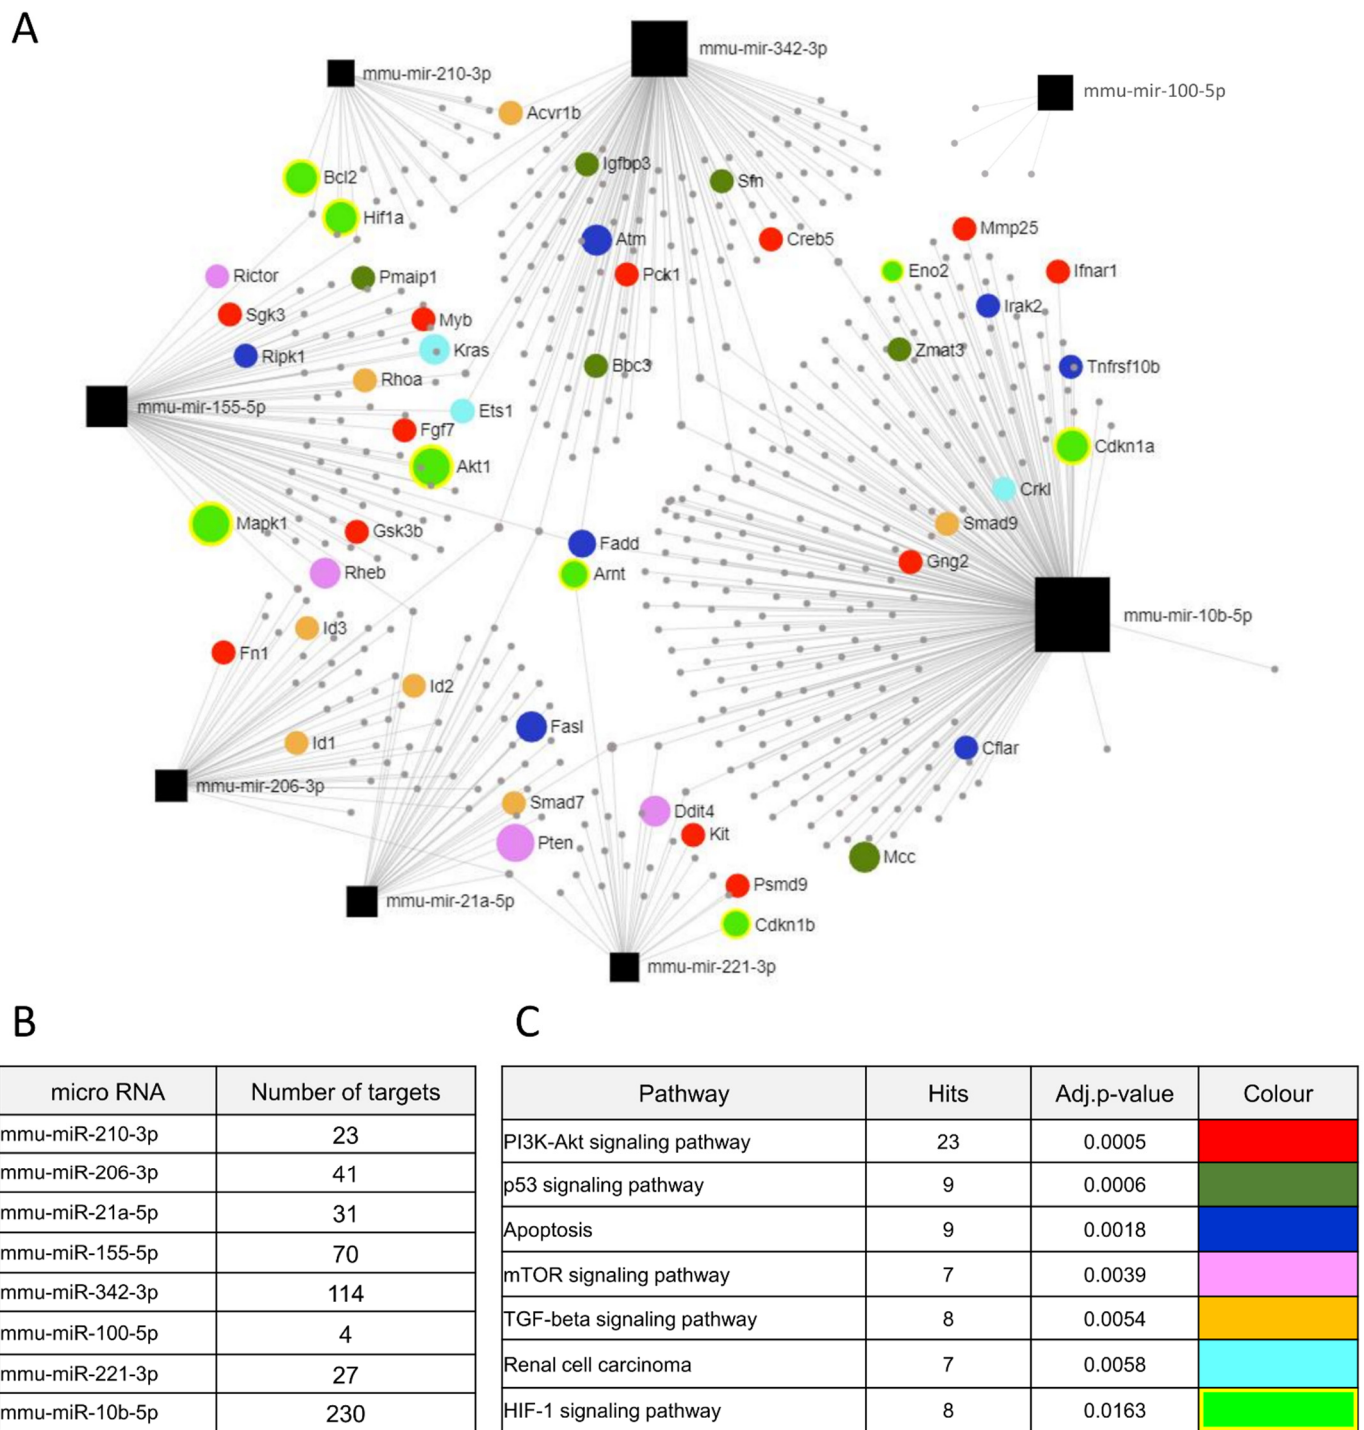 A
mmu-mir-342-3p
mmu-mir-210-3p
mmu-mir-100-5p
Acvr1b
Igfbp3
Bcl2
Sfn
Hif1a
Mmp25
Atm
Creb5
Eno2
Ifnar1
Rictor
Pmaip1
Pck1
Irak2
Sgk3
Myb
Kras
Zmat3
Ripk1
Bbc3
Tnfrsf10b
Rhoa
mmu-mir-155-5p
Ets1
Fgf7
Cdkn1a
Akt1
Crkl
Mapk1
Gsk3b
Smad9
Fadd
Gng2
Rheb
Arnt
mmu-mir-10b-5p
Id3
Fn1
Id2
Fasl
Id1
Cflar
mmu-mir-206-3p
Smad7
Ddit4
Pten
Kit
Mcc
Psmd9
mmu-mir-21a-5p
Cdkn1b
mmu-mir-221-3p
B
micro RNA Number of targets
mmu-miR-210-3p 23
mmu-miR-206-3p 41
mmu-miR-21a-5p 31
mmu-miR-155-5p 70
mmu-miR-342-3p 114
mmu-miR-100-5p 4
mmu-miR-221-3p 27
mmu-miR-10b-5p 230
C
Pathway Hits Adj.p-value Colour
PI3K-Akt signaling pathway 23 0.0005
p53 signaling pathway 9 0.0006
Apoptosis 9 0.0018
mTOR signaling pathway 7 0.0039
TGF-beta signaling pathway 8 0.0054
Renal cell carcinoma 7 0.0058
HIF-1 signaling pathway 8 0.0163